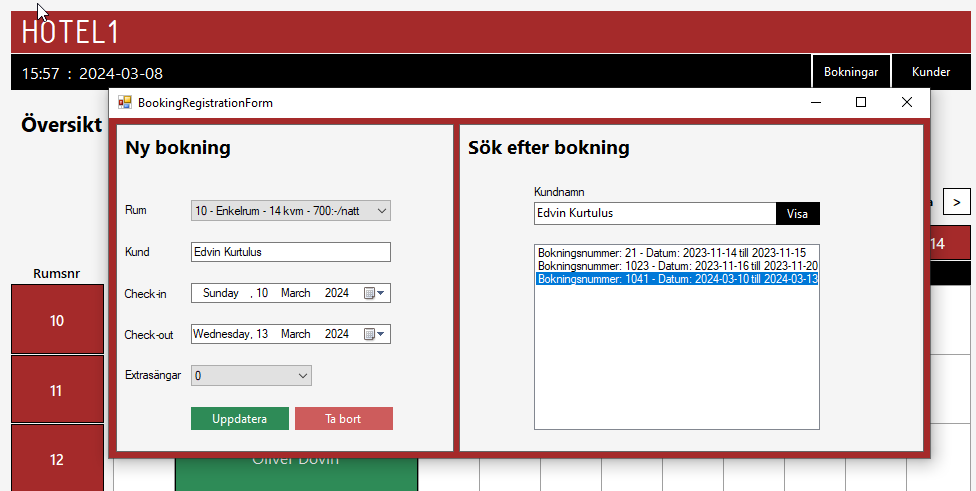 HOTEL1
15:57 : 2024-03-08
Bokningar
Kunder
BookingRegistrationForm
Översikt
Ny bokning
Sök efter bokning
Kundnamn
Rum
10 - Enkelrum - 14 kvm - 700:-/natt
Edvin Kurtulus
Visa
>
Kund
Edvin Kurtulus
14
Bokningsnummer: 21 - Datum: 2023-11-14 till 2023-11-15
Bokningsnummer: 1023 - Datum: 2023-11-16 till 2023-11-20
Bokningsnummer: 1041 - Datum: 2024-03-10 till 2024-03-13
Rumsnr
Check-in
Sunday , 10 March 2024
10
Check-out
Wednesday, 13 March 2024
Extrasängar
0
11
Uppdatera
Ta bort
12
Oliver Dovin